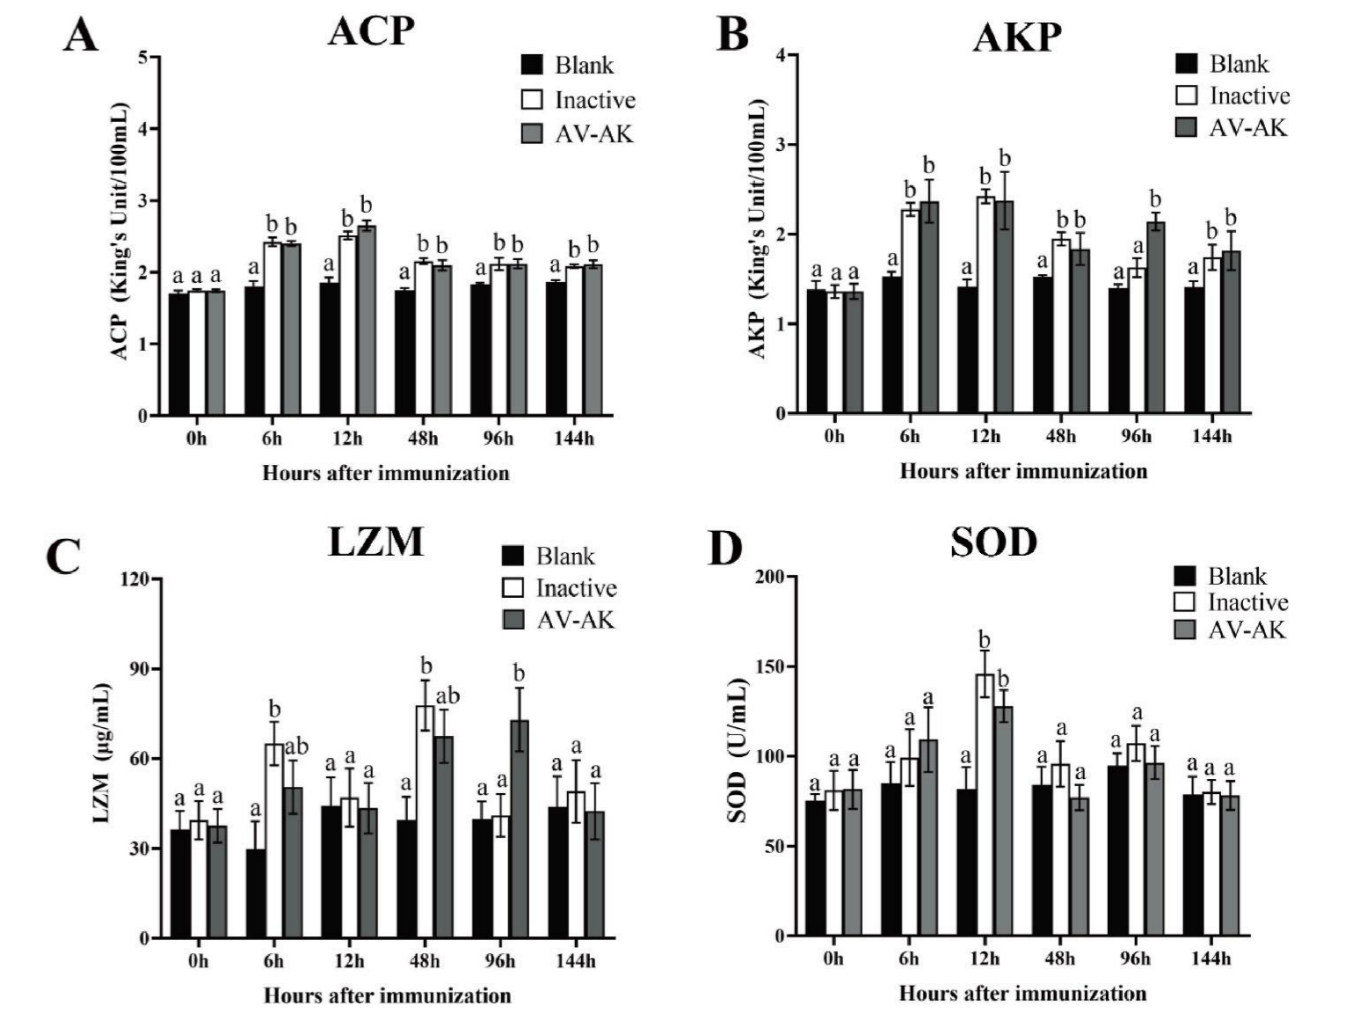 A
ACP
Blank
Inactive
AV-AK
ACP (King's Unit/100mL)
5
4
3
2
1
0
a a a
a b b
a b b
a b b
a b b
a b b
0h 6h 12h 48h 96h 144h
Hours after immunization
B
AKP
Blank
Inactive
AV-AK
AKP (King's Unit/100mL)
4
3
2
1
0
a a a
a b b
a b b
a b b
a a b
a b b
0h 6h 12h 48h 96h 144h
Hours after immunization
C
LZM
Blank
Inactive
AV-AK
LZM (μg/mL)
120
90
60
30
0
a a a
a b ab
a a a
a b ab
a a b
a a a
0h 6h 12h 48h 96h 144h
Hours after immunization
D
SOD
Blank
Inactive
AV-AK
SOD (U/mL)
200
150
100
50
0
a a a
a a a
a b b
a a a
a a a
a a a
0h 6h 12h 48h 96h 144h
Hours after immunization